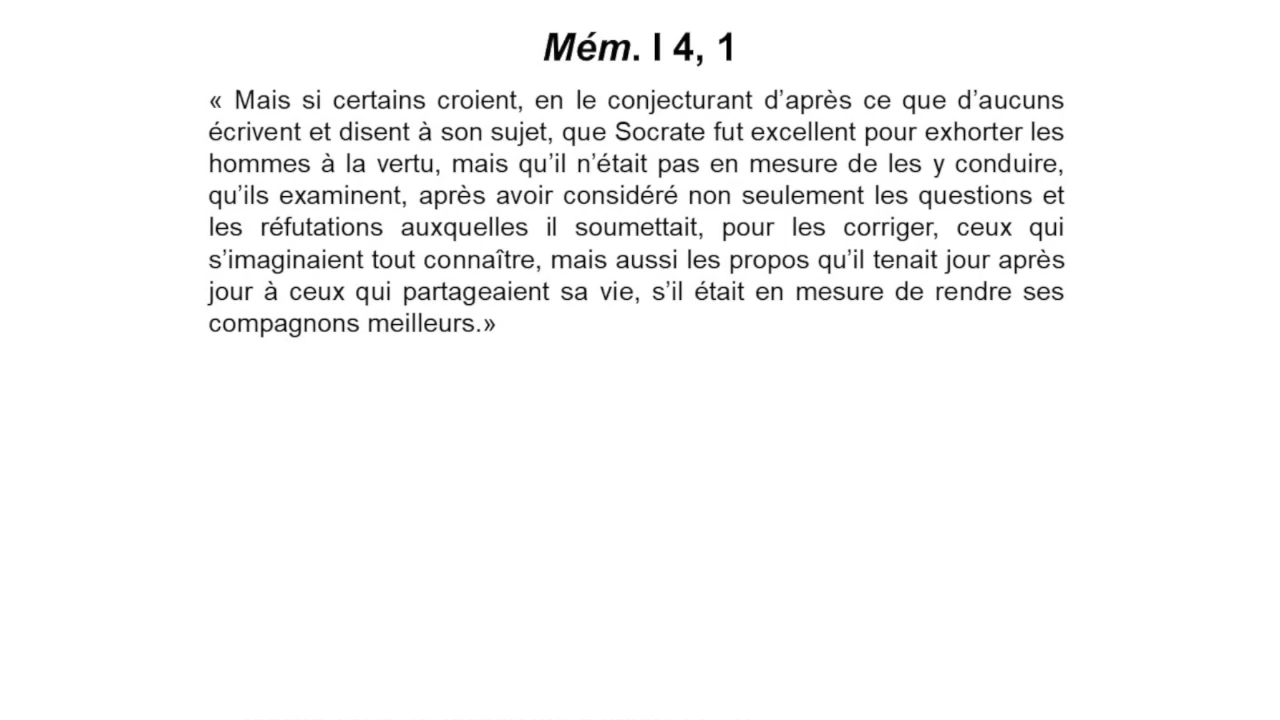 Mém. I 4, 1
« Mais si certains croient, en le conjecturant d’après ce que d’aucuns
écrivent et disent à son sujet, que Socrate fut excellent pour exhorter les
hommes à la vertu, mais qu’il n’était pas en mesure de les y conduire,
qu’ils examinent, après avoir considéré non seulement les questions et
les réfutations auxquelles il soumettait, pour les corriger, ceux qui
s’imaginaient tout connaître, mais aussi les propos qu’il tenait jour après
jour à ceux qui partageaient sa vie, s’il était en mesure de rendre ses
compagnons meilleurs.»